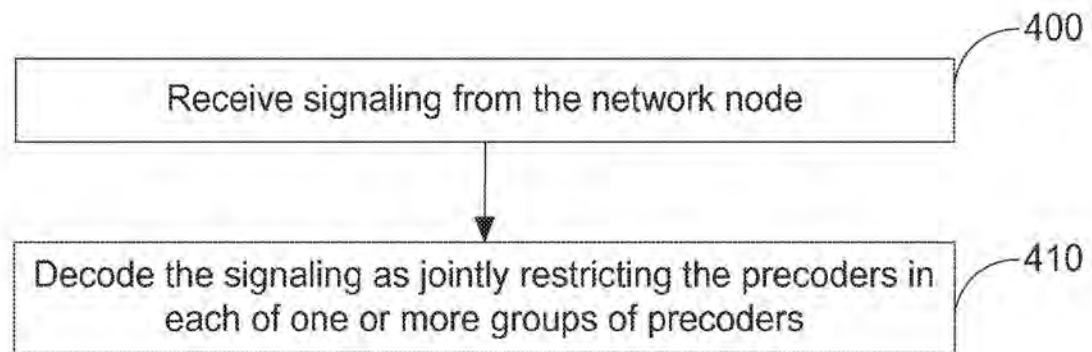 400
Receive signaling from the network node
410
Decode the signaling as jointly restricting the precoders in
each of one or more groups of precoders